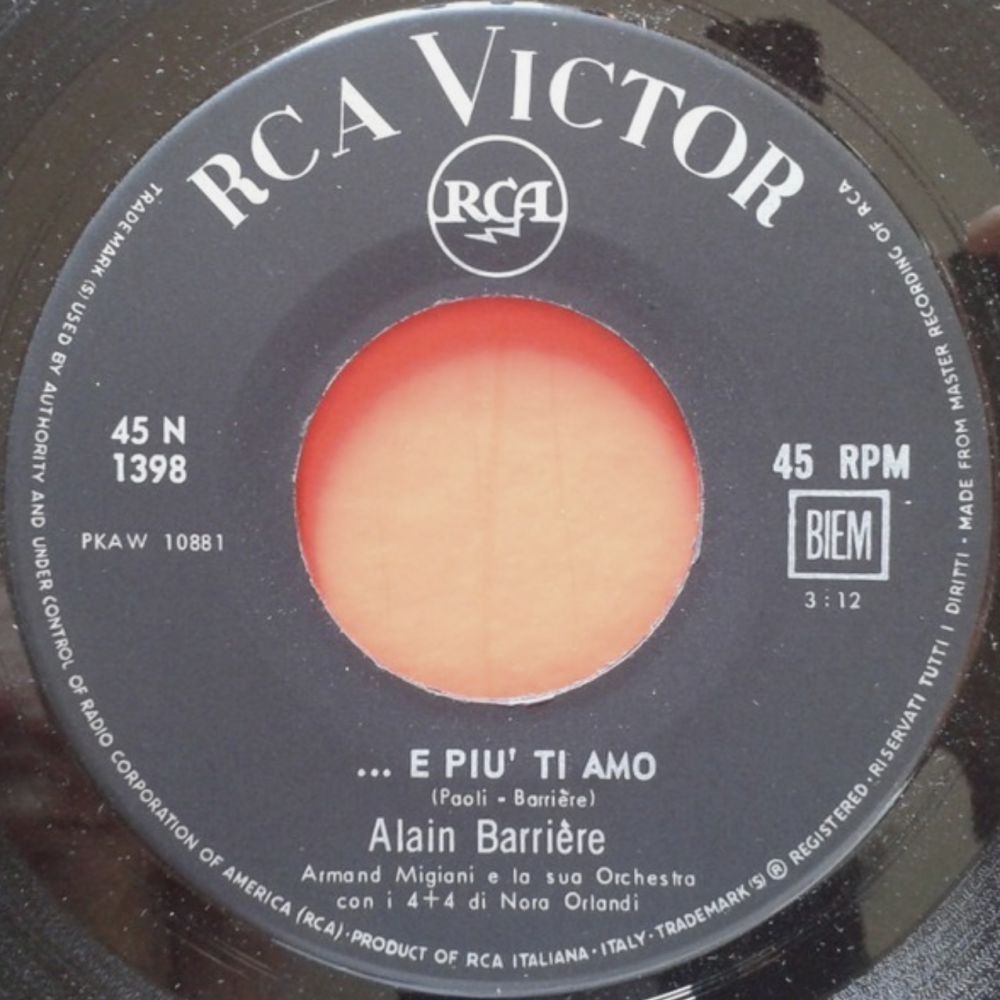 RCA VICTOR
RCA
45 N
1398
PKAW 10881
45 RPM
BIEM
3:12
... E PIU' TI AMO
(Paoli - Barrière)
Alain Barrière
Armand Migiani e la sua Orchestra
con i 4+4 di Nora Orlandi
TRADEMARK (S) USED BY AUTHORITY AND UNDER CONTROL OF RADIO CORPORATION OF AMERICA (RCA)·PRODUCT OF RCA ITALIANA·ITALY·TRADEMARK (S) ® REGISTERED·RISERVATI TUTTI I DIRITTI·MADE FROM MASTER RECORDING OF RCA